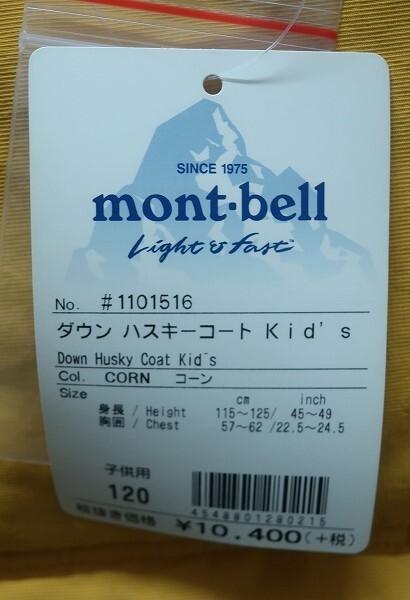 SINCE 1975
mont·bell
Light & Fast™
No. #1101516
ダウン ハスキーコート Kid's
Down Husky Coat Kid's
Col. CORN コーン
Size cm inch
身長 / Height 115〜125/ 45〜49
胸囲 / Chest 57〜62 /22.5〜24.5
子供用
120
4548801280215
税抜き価格 ¥10,400(+税)